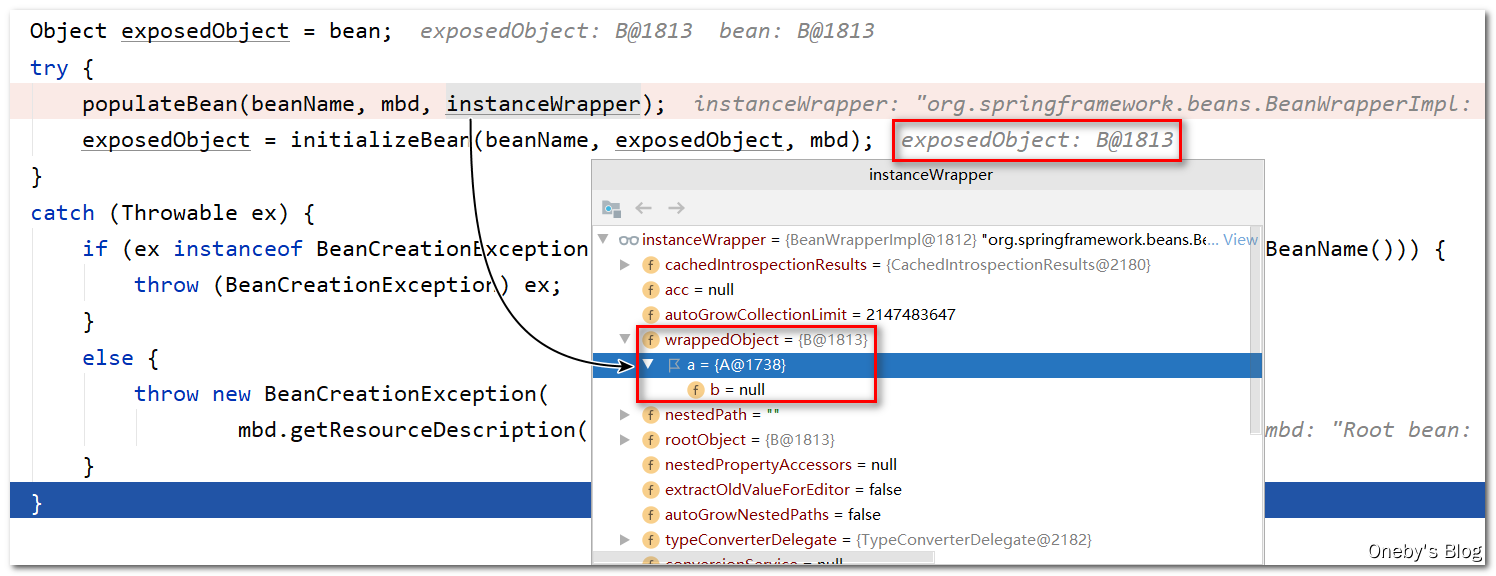 Object exposedObject = bean;  exposedObject: B@1813  bean: B@1813
try {
populateBean(beanName, mbd, instanceWrapper);  instanceWrapper: "org.springframework.beans.BeanWrapperImpl:
exposedObject = initializeBean(beanName, exposedObject, mbd);  exposedObject: B@1813
}
catch (Throwable ex) {
if (ex instanceof BeanCreationException
BeanName())) {
throw (BeanCreationException) ex;
}
else {
throw new BeanCreationException(
mbd.getResourceDescription(
mbd: "Root bean:
}
}
instanceWrapper
instanceWrapper = {BeanWrapperImpl@1812} "org.springframework.beans.Be... View
cachedIntrospectionResults = {CachedIntrospectionResults@2180}
acc = null
autoGrowCollectionLimit = 2147483647
wrappedObject = {B@1813}
a = {A@1738}
b = null
nestedPath = ""
rootObject = {B@1813}
nestedPropertyAccessors = null
extractOldValueForEditor = false
autoGrowNestedPaths = false
typeConverterDelegate = {TypeConverterDelegate@2182}
conversionService = null
Oneby's Blog